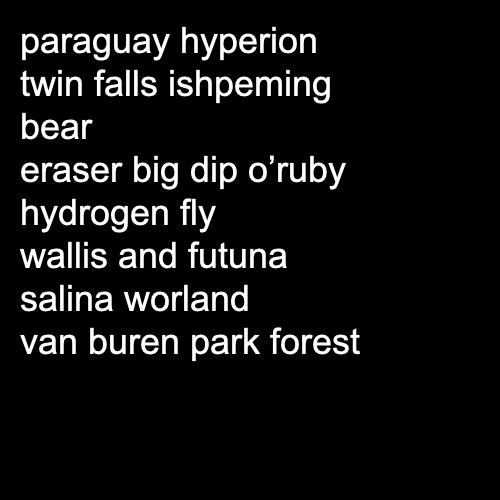 paraguay hyperion
twin falls ishpeming
bear
eraser big dip o’ruby
hydrogen fly
wallis and futuna
salina worland
van buren park forest